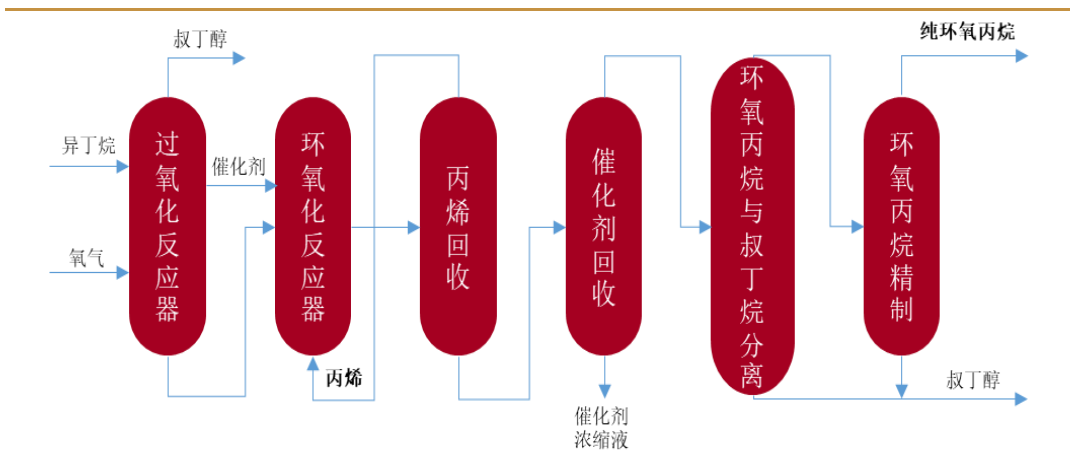 叔丁醇
纯环氧丙烷
异丁烷
氧气
过氧化反应器
催化剂
环氧化反应器
丙烯
丙烯回收
催化剂回收
催化剂
浓缩液
环氧丙烷与叔丁烷分离
环氧丙烷精制
叔丁醇